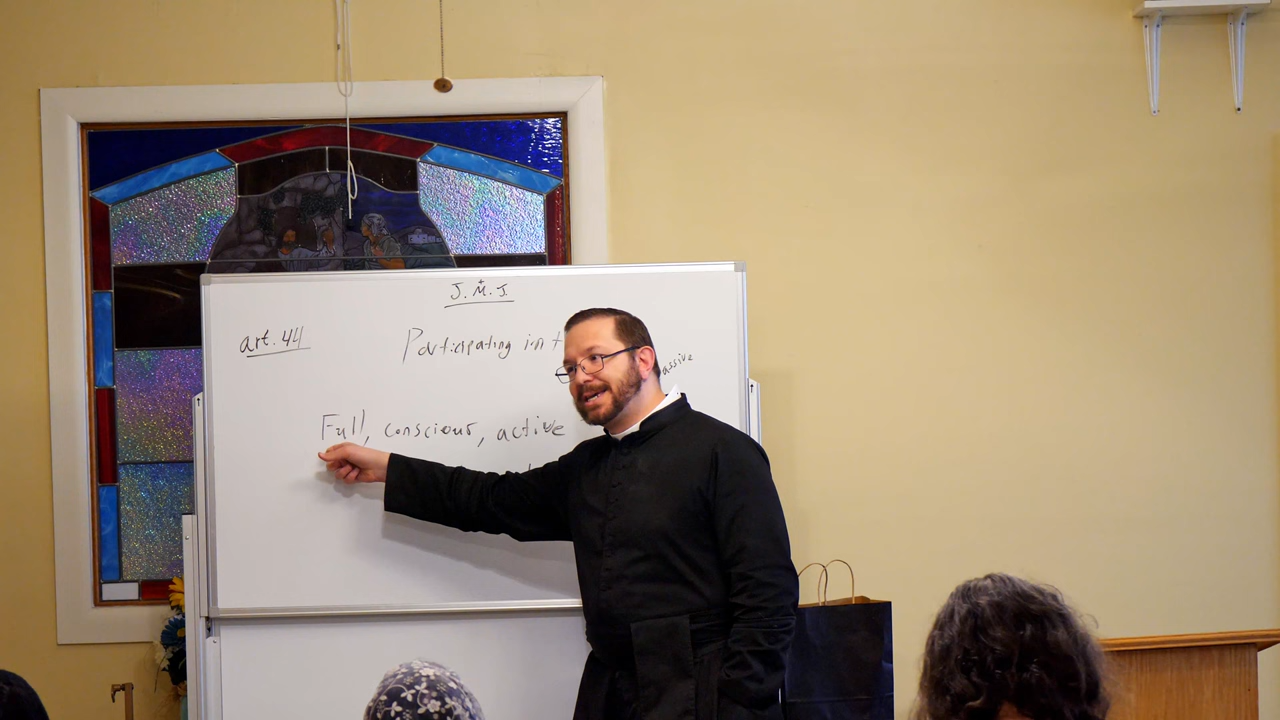 J. M. J.
art. 44
Participating in t
assive
Full, conscious, active